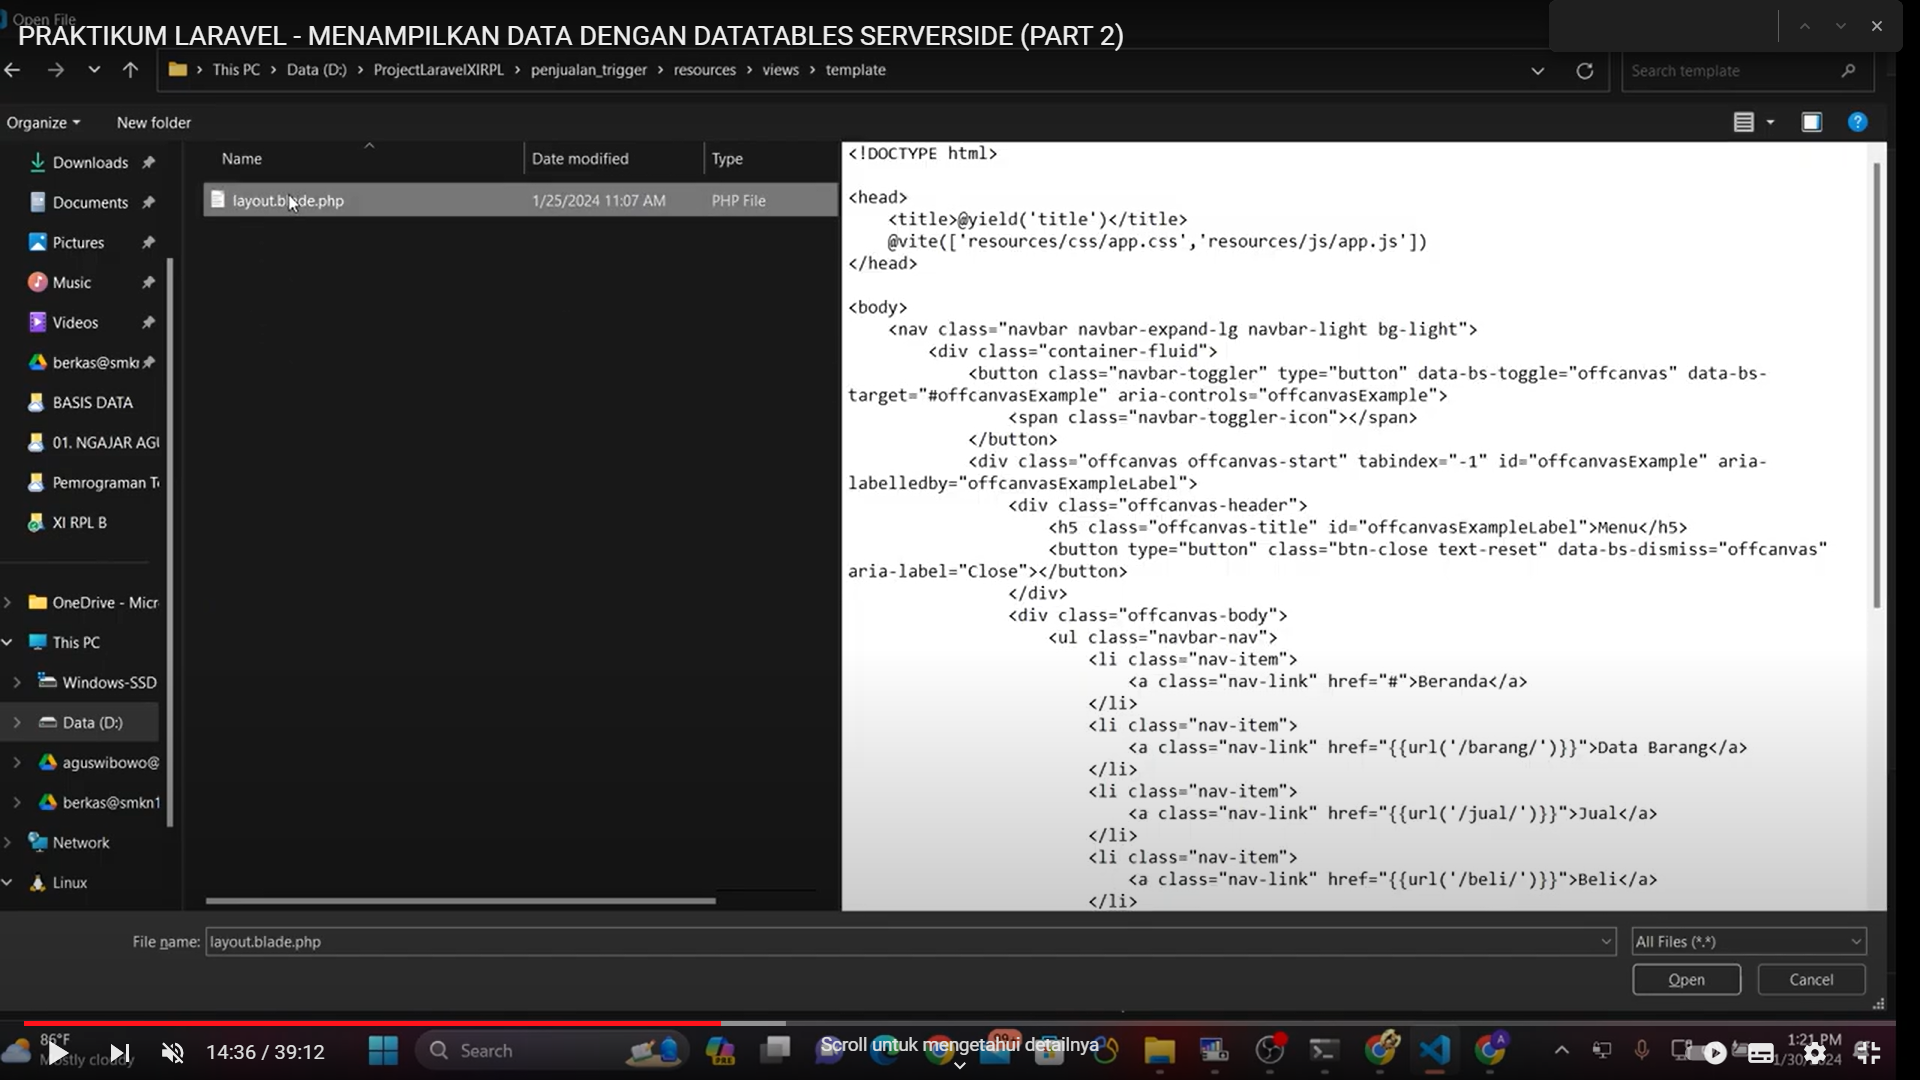 Open File
PRAKTIKUM LARAVEL - MENAMPILKAN DATA DENGAN DATATABLES SERVERSIDE (PART 2)
This PC > Data (D:) > ProjectLaravelXIRPL > penjualan_trigger > resources > views > template
Search template
Organize
New folder
Name
Date modified
Type
layout.blade.php
1/25/2024 11:07 AM
PHP File
Downloads
Documents
Pictures
Music
Videos
berkas@smkn
BASIS DATA
01. NGAJAR AGU
Pemrograman Te
XI RPL B
OneDrive - Micr
This PC
Windows-SSD
Data (D:)
aguswibowo@
berkas@smkn1
Network
Linux
<!DOCTYPE html>
<head>
<title>@yield('title')</title>
@vite(['resources/css/app.css','resources/js/app.js'])
</head>
<body>
<nav class="navbar navbar-expand-lg navbar-light bg-light">
<div class="container-fluid">
<button class="navbar-toggler" type="button" data-bs-toggle="offcanvas" data-bs-
target="#offcanvasExample" aria-controls="offcanvasExample">
<span class="navbar-toggler-icon"></span>
</button>
<div class="offcanvas offcanvas-start" tabindex="-1" id="offcanvasExample" aria-
labelledby="offcanvasExampleLabel">
<div class="offcanvas-header">
<h5 class="offcanvas-title" id="offcanvasExampleLabel">Menu</h5>
<button type="button" class="btn-close text-reset" data-bs-dismiss="offcanvas"
aria-label="Close"></button>
</div>
<div class="offcanvas-body">
<ul class="navbar-nav">
<li class="nav-item">
<a class="nav-link" href="#">Beranda</a>
</li>
<li class="nav-item">
<a class="nav-link" href="{{url('/barang/')}}">Data Barang</a>
</li>
<li class="nav-item">
<a class="nav-link" href="{{url('/jual/')}}">Jual</a>
</li>
<li class="nav-item">
<a class="nav-link" href="{{url('/beli/')}}">Beli</a>
</li>
File name: layout.blade.php
All Files (*.*)
Open
Cancel
86°F
Mostly cloudy
14:36 / 39:12
Search
Scroll untuk mengetahui detailnya
1:21 PM
1/30/2024